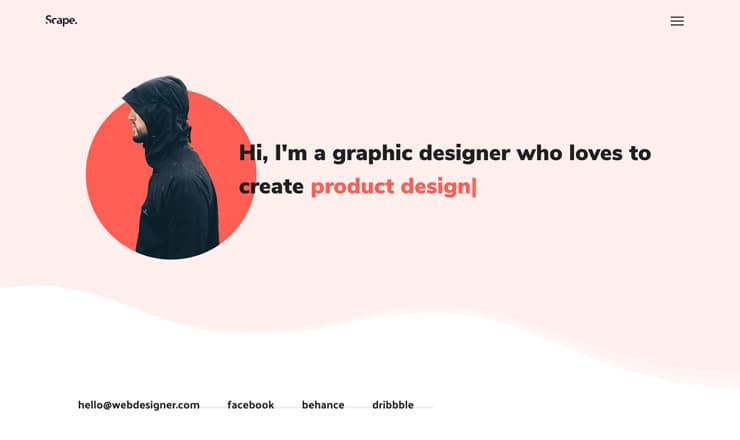 Scape.
Hi, I'm a graphic designer who loves to
create product design|
hello@webdesigner.com facebook behance dribbble